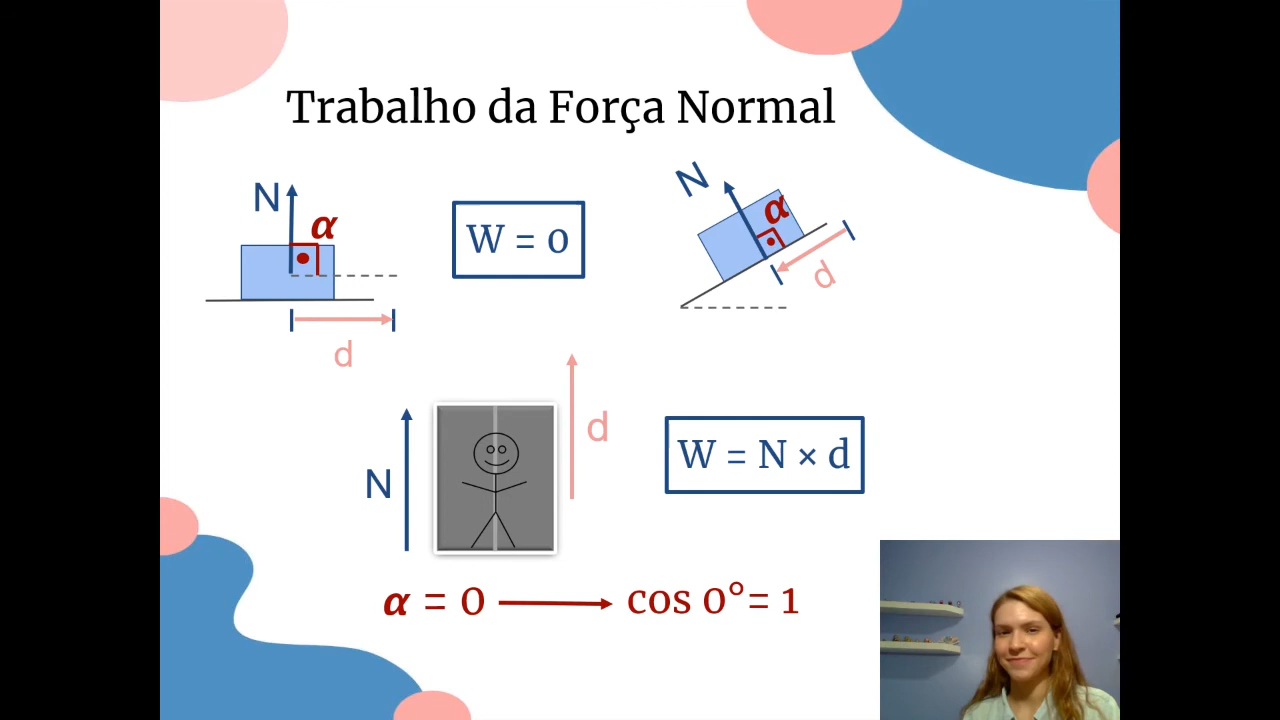 Trabalho da Força Normal
N
α
W = 0
N
α
d
d
d
N
W = N × d
α = 0
cos 0° = 1